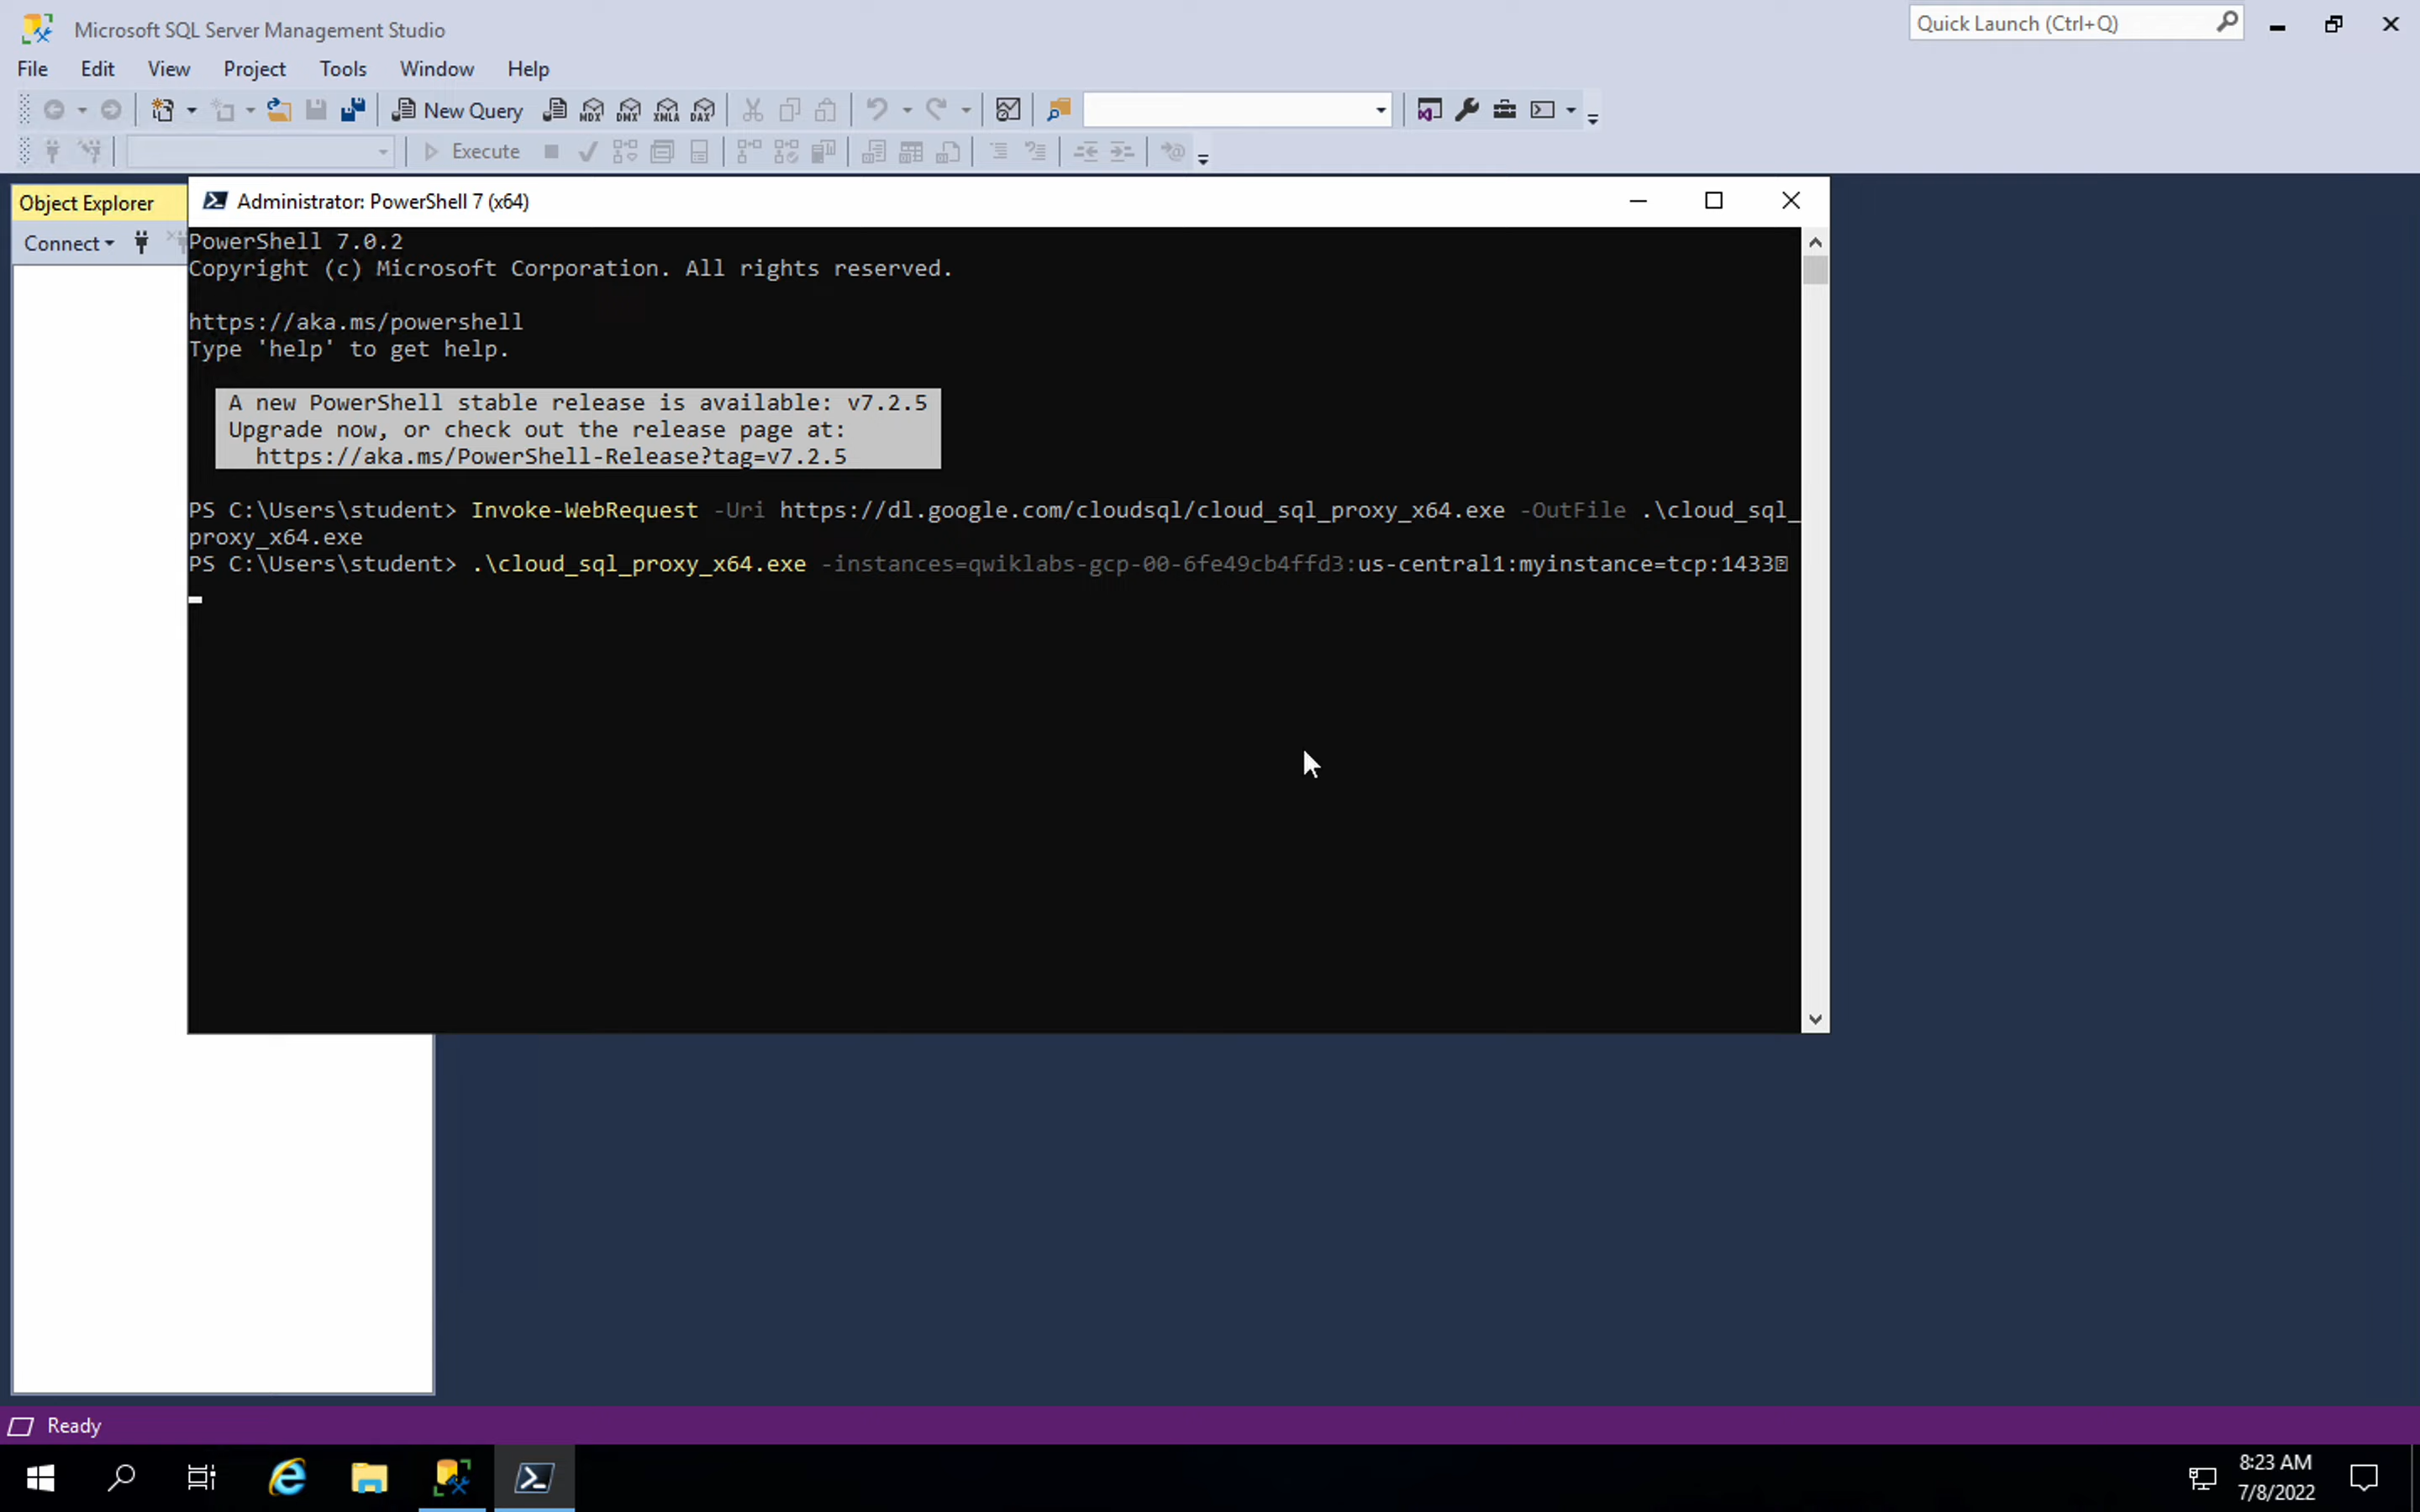 Microsoft SQL Server Management Studio
Quick Launch (Ctrl+Q)
File Edit View Project Tools Window Help
New Query MDX DMX XMLA DAX
Execute
Object Explorer
Connect
Administrator: PowerShell 7 (x64)
PowerShell 7.0.2
Copyright (c) Microsoft Corporation. All rights reserved.
https://aka.ms/powershell
Type 'help' to get help.
A new PowerShell stable release is available: v7.2.5
Upgrade now, or check out the release page at:
https://aka.ms/PowerShell-Release?tag=v7.2.5
PS C:\Users\student> Invoke-WebRequest -Uri https://dl.google.com/cloudsql/cloud_sql_proxy_x64.exe -OutFile .\cloud_sql_
proxy_x64.exe
PS C:\Users\student> .\cloud_sql_proxy_x64.exe -instances=qwiklabs-gcp-00-6fe49cb4ffd3:us-central1:myinstance=tcp:1433
Ready
8:23 AM
7/8/2022